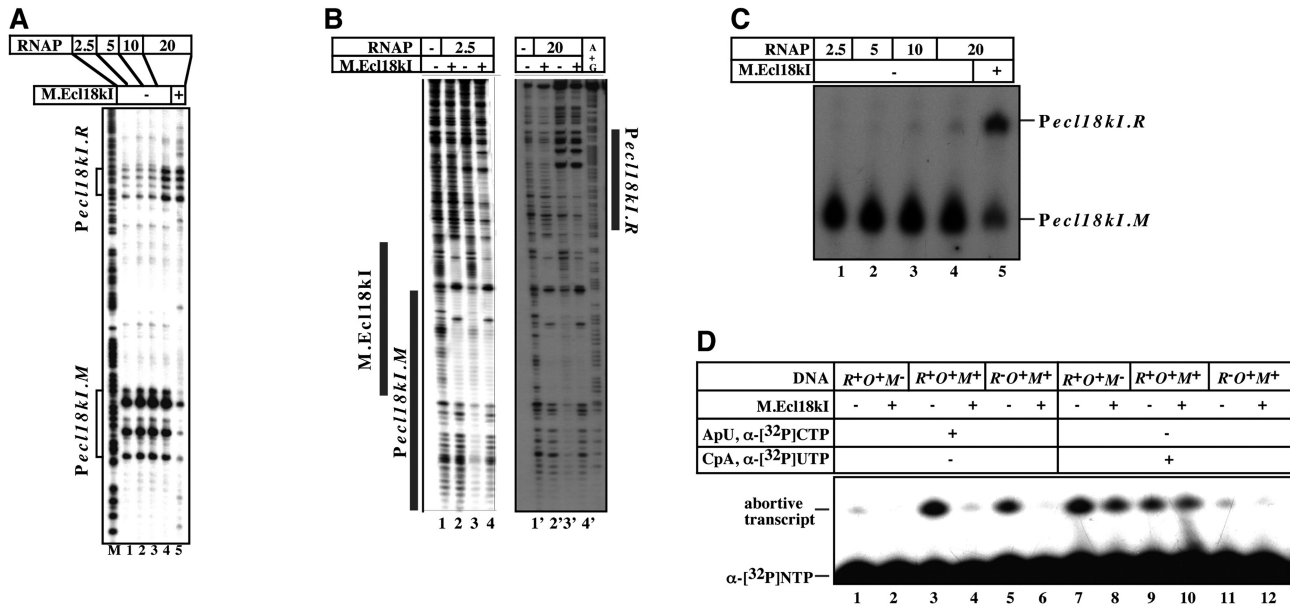 A
RNAP 2.5 5 10 20
M.Ecl18kI - +
Pecl18kI.R
Pecl18kI.M
M 1 2 3 4 5
B
RNAP - 2.5 - 20 A+G
M.Ecl18kI - + - + - + - +
M.Ecl18kI
Pecl18kI.M
Pecl18kI.R
1 2 3 4 1' 2' 3' 4'
C
RNAP 2.5 5 10 20
M.Ecl18kI - +
Pecl18kI.R
Pecl18kI.M
1 2 3 4 5
D
DNA R+O+M- R+O+M+ R-O+M+ R+O+M- R+O+M+ R-O+M+
M.Ecl18kI - + - + - + - + - + - +
ApU, α-[32P]CTP + -
CpA, α-[32P]UTP - +
abortive
transcript
α-[32P]NTP
1 2 3 4 5 6 7 8 9 10 11 12